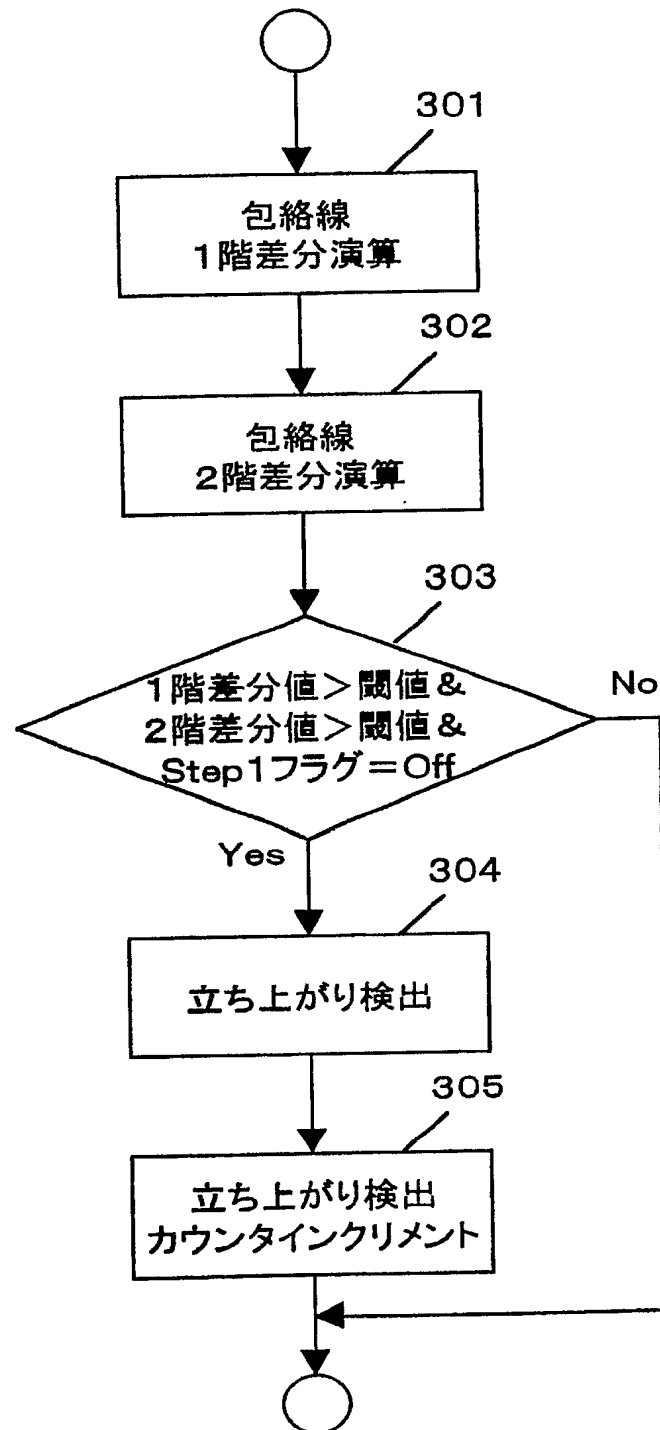 301
包絡線
1階差分演算
302
包絡線
2階差分演算
303
1階差分値＞閾値&
2階差分値＞閾値&
Step1フラグ＝Off
No
Yes
304
立ち上がり検出
305
立ち上がり検出
カウンタインクリメント